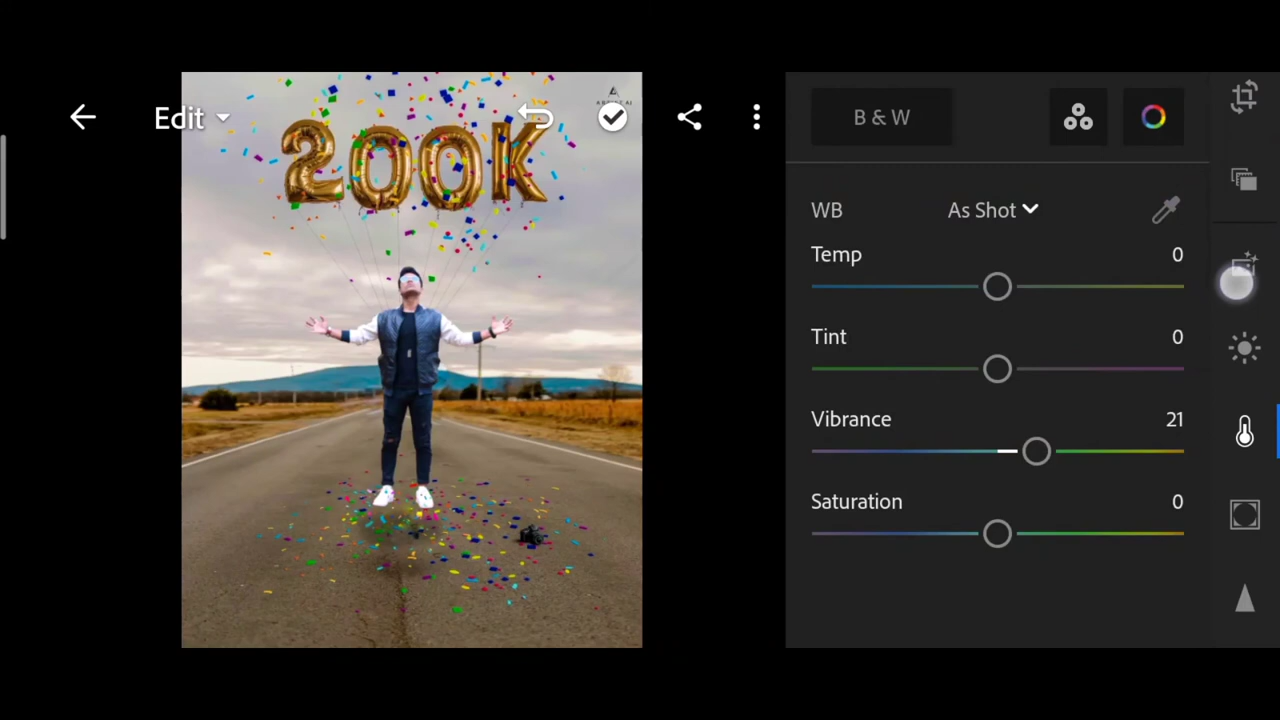 Edit
200K
B & W
WB
As Shot
Temp
0
Tint
0
Vibrance
21
Saturation
0